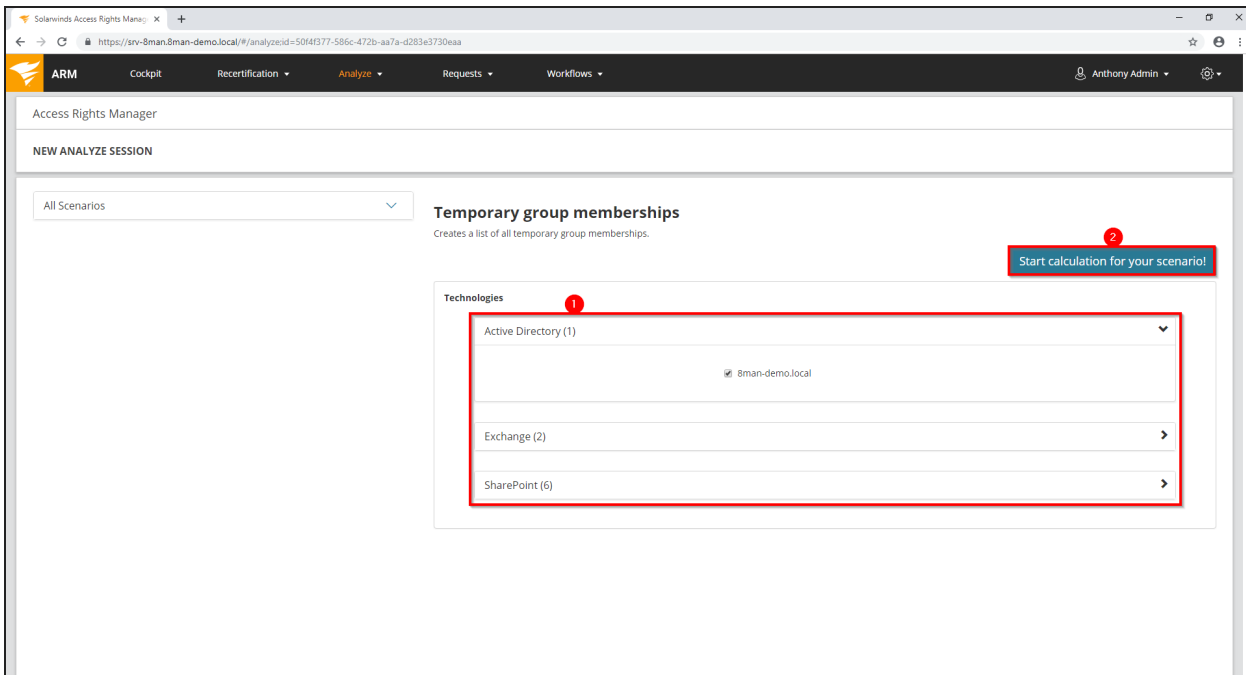 Solarwinds Access Rights Manag
https://srv-8man.8man-demo.local/#/analyze;id=50f4f377-586c-472b-aa7a-d283e3730eaa
ARM Cockpit Recertification Analyze Requests Workflows Anthony Admin
Access Rights Manager
NEW ANALYZE SESSION
All Scenarios
Temporary group memberships
Creates a list of all temporary group memberships.
2
Start calculation for your scenario!
Technologies
1
Active Directory (1)
8man-demo.local
Exchange (2)
SharePoint (6)